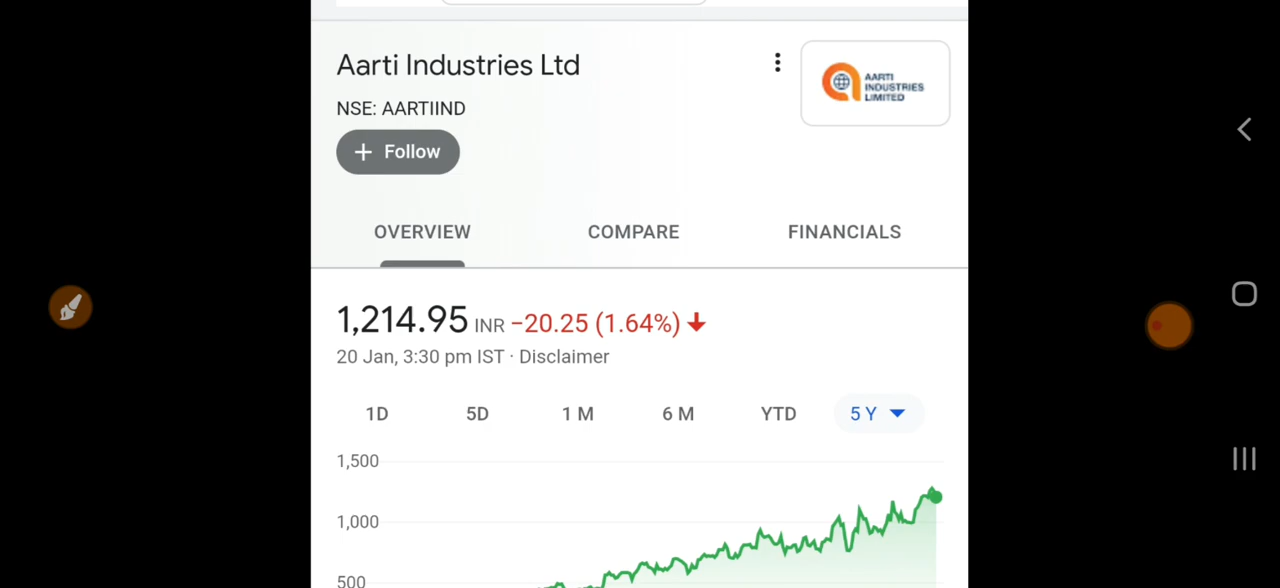 Aarti Industries Ltd
AARTI
INDUSTRIES
LIMITED
NSE: AARTIIND
+ Follow
OVERVIEW COMPARE FINANCIALS
1,214.95 INR −20.25 (1.64%)
20 Jan, 3:30 pm IST · Disclaimer
1D 5D 1 M 6 M YTD 5 Y
1,500
1,000
500